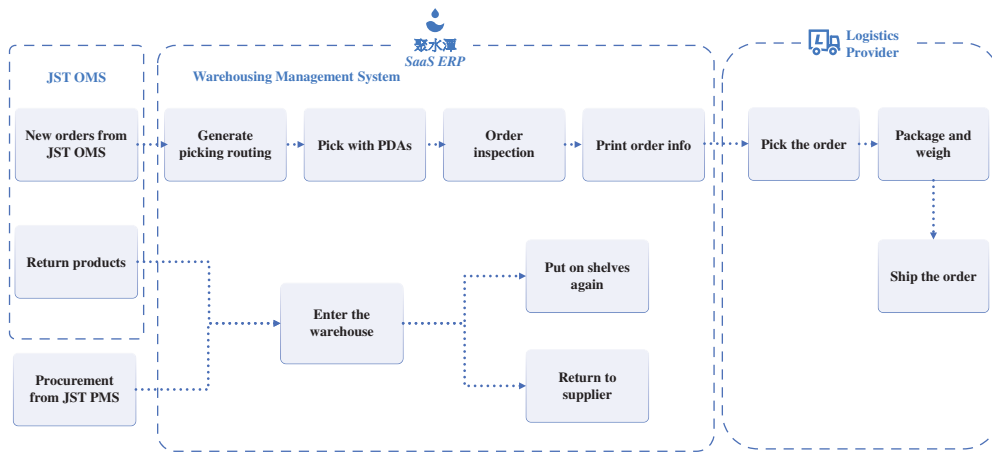 聚水潭
SaaS ERP
Logistics
Provider
JST OMS
Warehousing Management System
New orders from
JST OMS
Generate
picking routing
Pick with PDAs
Order
inspection
Print order info
Pick the order
Package and
weigh
Return products
Put on shelves
again
Ship the order
Enter the
warehouse
Procurement
from JST PMS
Return to
supplier